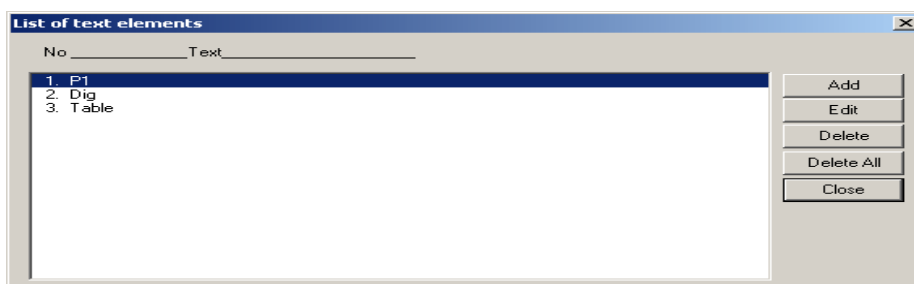 List of text elements
No Text
1. P1
2. Dig
3. Table
Add
Edit
Delete
Delete All
Close